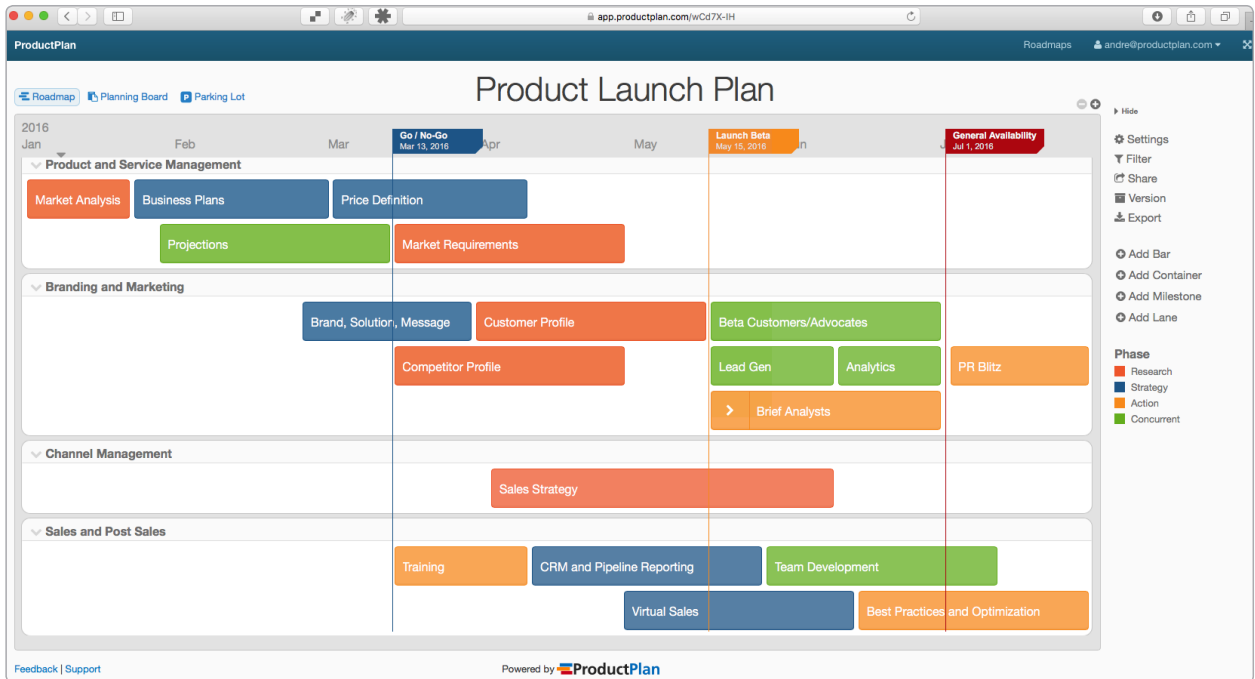 app.productplan.com/wCd7X-IH
ProductPlan
Roadmaps
andre@productplan.com
Roadmap
Planning Board
P Parking Lot
Product Launch Plan
Hide
2016
Jan
Feb
Mar
Go / No-Go
Mar 13, 2016
Apr
May
Launch Beta
May 15, 2016
General Availability
Jul 1, 2016
Product and Service Management
Market Analysis
Business Plans
Price Definition
Projections
Market Requirements
Branding and Marketing
Brand, Solution, Message
Customer Profile
Beta Customers/Advocates
Competitor Profile
Lead Gen
Analytics
PR Blitz
Brief Analysts
Channel Management
Sales Strategy
Sales and Post Sales
Training
CRM and Pipeline Reporting
Team Development
Virtual Sales
Best Practices and Optimization
Settings
Filter
Share
Version
Export
Add Bar
Add Container
Add Milestone
Add Lane
Phase
Research
Strategy
Action
Concurrent
Feedback | Support
Powered by ProductPlan